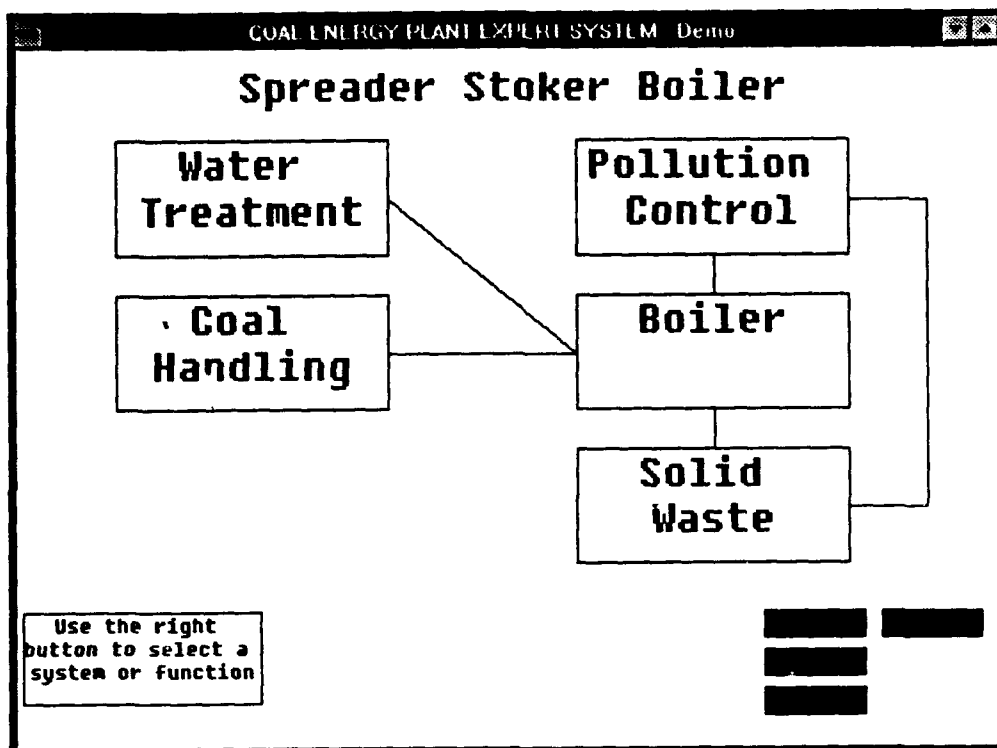 COAL ENERGY PLANT EXPERT SYSTEM Demo
Spreader Stoker Boiler
Water
Treatment
Pollution
Control
Coal
Handling
Boiler
Solid
Waste
Use the right
button to select a
system or function